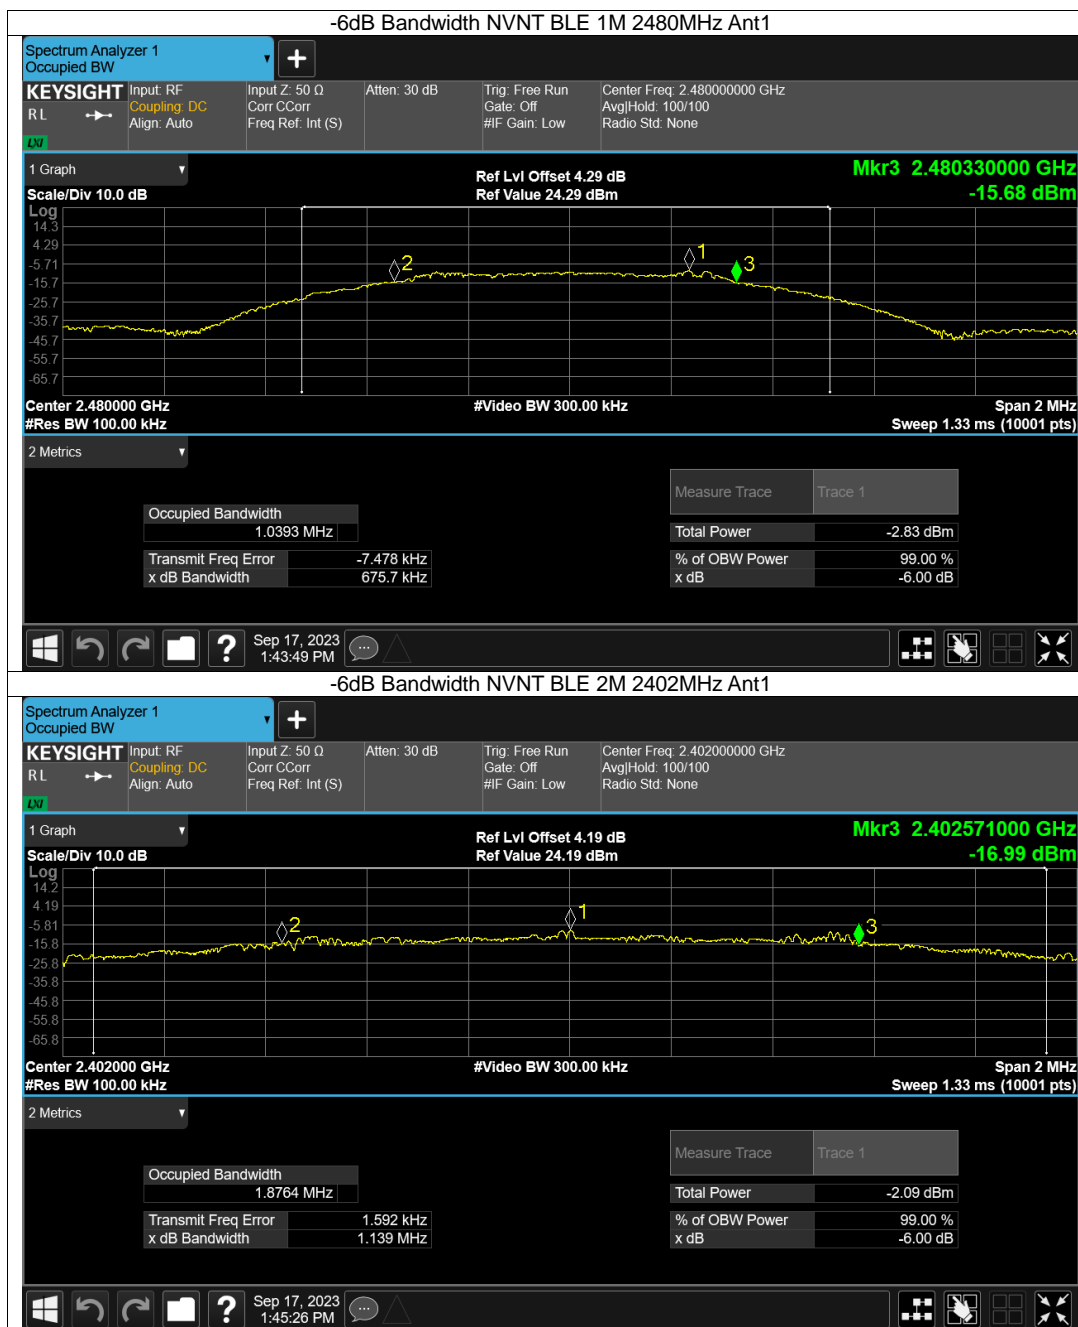 -6dB Bandwidth NVNT BLE 1M 2480MHz Ant1
Spectrum Analyzer 1
Occupied BW
KEYSIGHT
RL
LXI
Input: RF
Coupling: DC
Align: Auto
Input Z: 50 Ω
Corr CCorr
Freq Ref: Int (S)
Atten: 30 dB
Trig: Free Run
Gate: Off
#IF Gain: Low
Center Freq: 2.480000000 GHz
Avg|Hold: 100/100
Radio Std: None
1 Graph
Scale/Div 10.0 dB
Ref Lvl Offset 4.29 dB
Ref Value 24.29 dBm
Mkr3 2.480330000 GHz
-15.68 dBm
Log
14.3
4.29
-5.71
-15.7
-25.7
-35.7
-45.7
-55.7
-65.7
2
1
3
Center 2.480000 GHz
#Res BW 100.00 kHz
#Video BW 300.00 kHz
Span 2 MHz
Sweep 1.33 ms (10001 pts)
2 Metrics
Measure Trace Trace 1
Occupied Bandwidth
1.0393 MHz
Total Power -2.83 dBm
Transmit Freq Error -7.478 kHz
x dB Bandwidth 675.7 kHz
% of OBW Power 99.00 %
x dB -6.00 dB
Sep 17, 2023
1:43:49 PM
-6dB Bandwidth NVNT BLE 2M 2402MHz Ant1
Spectrum Analyzer 1
Occupied BW
KEYSIGHT
RL
LXI
Input: RF
Coupling: DC
Align: Auto
Input Z: 50 Ω
Corr CCorr
Freq Ref: Int (S)
Atten: 30 dB
Trig: Free Run
Gate: Off
#IF Gain: Low
Center Freq: 2.402000000 GHz
Avg|Hold: 100/100
Radio Std: None
1 Graph
Scale/Div 10.0 dB
Ref Lvl Offset 4.19 dB
Ref Value 24.19 dBm
Mkr3 2.402571000 GHz
-16.99 dBm
Log
14.2
4.19
-5.81
-15.8
-25.8
-35.8
-45.8
-55.8
-65.8
2
1
3
Center 2.402000 GHz
#Res BW 100.00 kHz
#Video BW 300.00 kHz
Span 2 MHz
Sweep 1.33 ms (10001 pts)
2 Metrics
Measure Trace Trace 1
Occupied Bandwidth
1.8764 MHz
Total Power -2.09 dBm
Transmit Freq Error 1.592 kHz
x dB Bandwidth 1.139 MHz
% of OBW Power 99.00 %
x dB -6.00 dB
Sep 17, 2023
1:45:26 PM